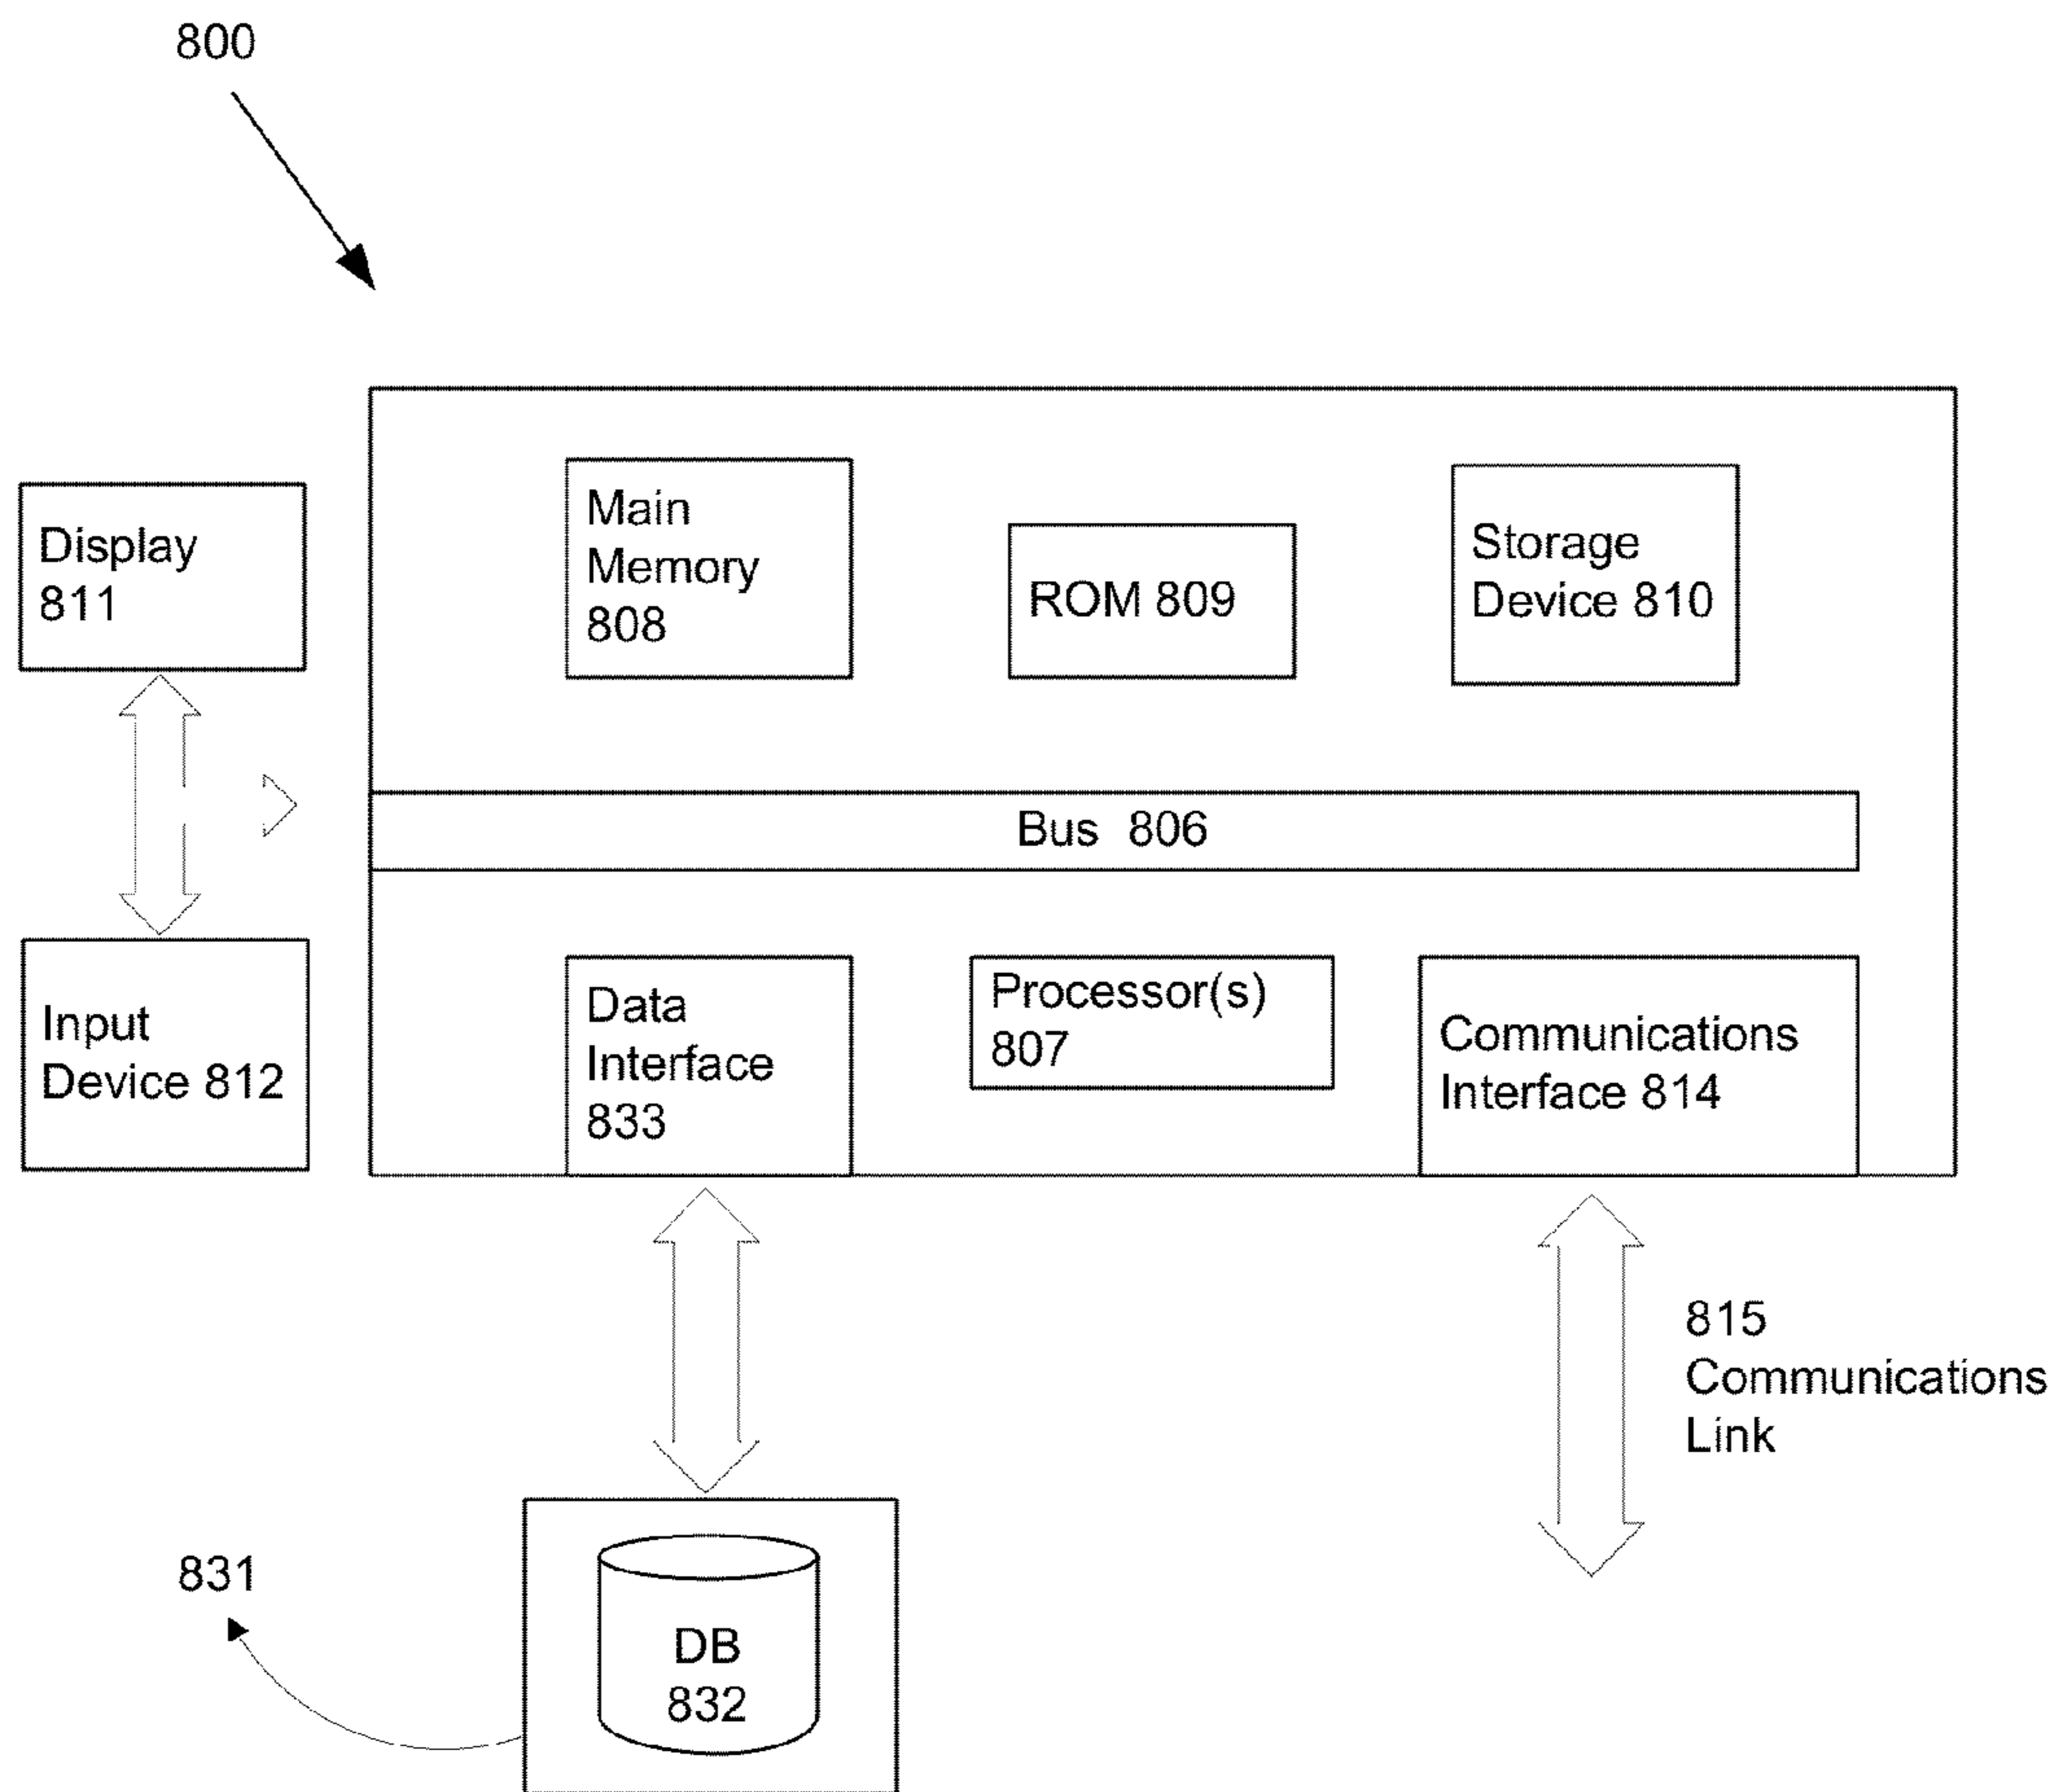 800
Display
811
Main
Memory
808
ROM 809
Storage
Device 810
Bus 806
Input
Device 812
Data
Interface
833
Processor(s)
807
Communications
Interface 814
815
Communications
Link
831
DB
832